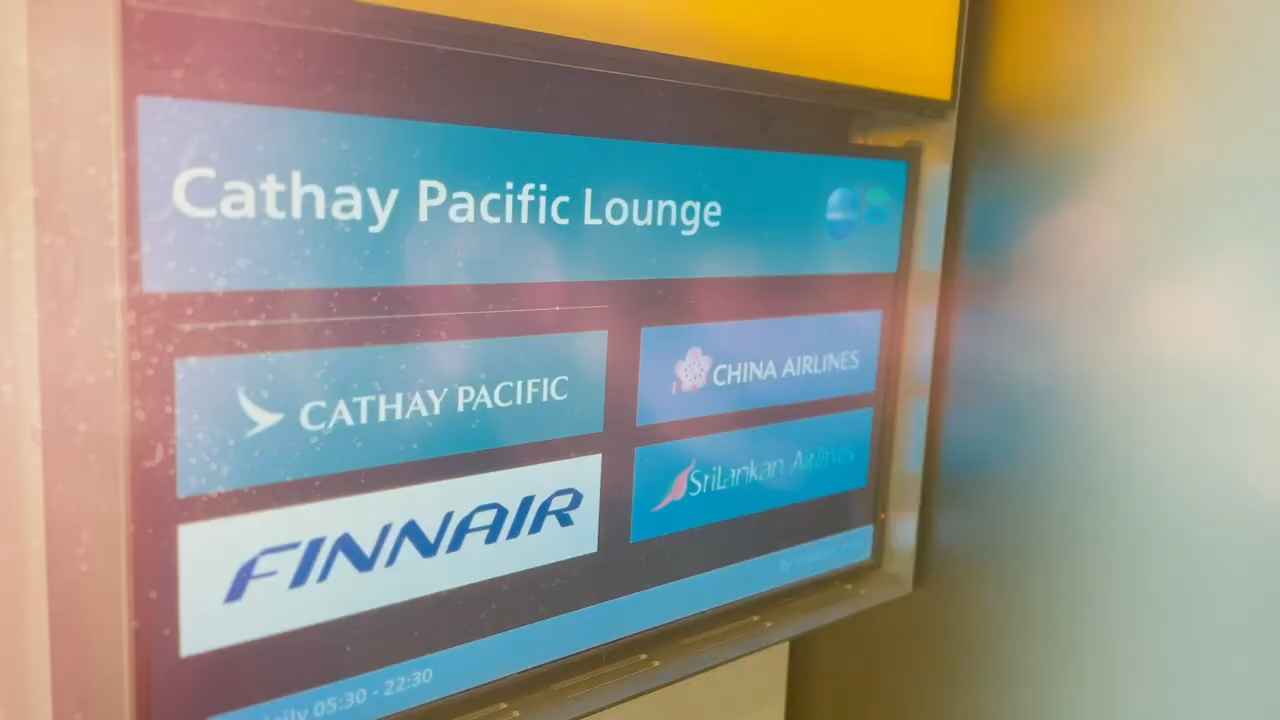 Cathay Pacific Lounge
CATHAY PACIFIC
CHINA AIRLINES
FINNAIR
SriLankan Airlines
05:30 - 22:30